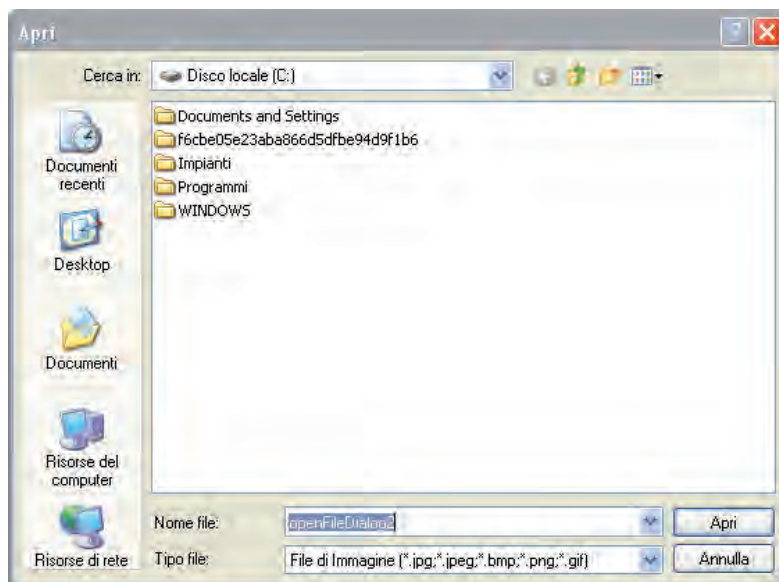 Apri
Cerca in:
Disco locale (C:)
Documents and Settings
f6cbe05e23aba866d5dfbe94d9f1b6
Impianti
Programmi
WINDOWS
Documenti
recenti
Desktop
Documenti
Risorse del
computer
Risorse di rete
Nome file:
openFileDialog2
Apri
Tipo file:
File di Immagine (*.jpg;*.jpeg;*.bmp;*.png;*.gif)
Annulla